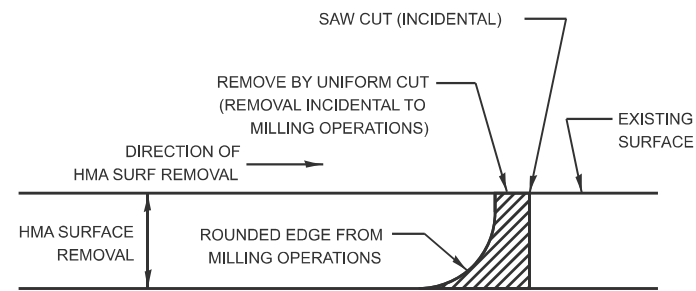 SAW CUT (INCIDENTAL)
REMOVE BY UNIFORM CUT
(REMOVAL INCIDENTAL TO
MILLING OPERATIONS)
EXISTING
SURFACE
DIRECTION OF
HMA SURF REMOVAL
HMA SURFACE
REMOVAL
ROUNDED EDGE FROM
MILLING OPERATIONS